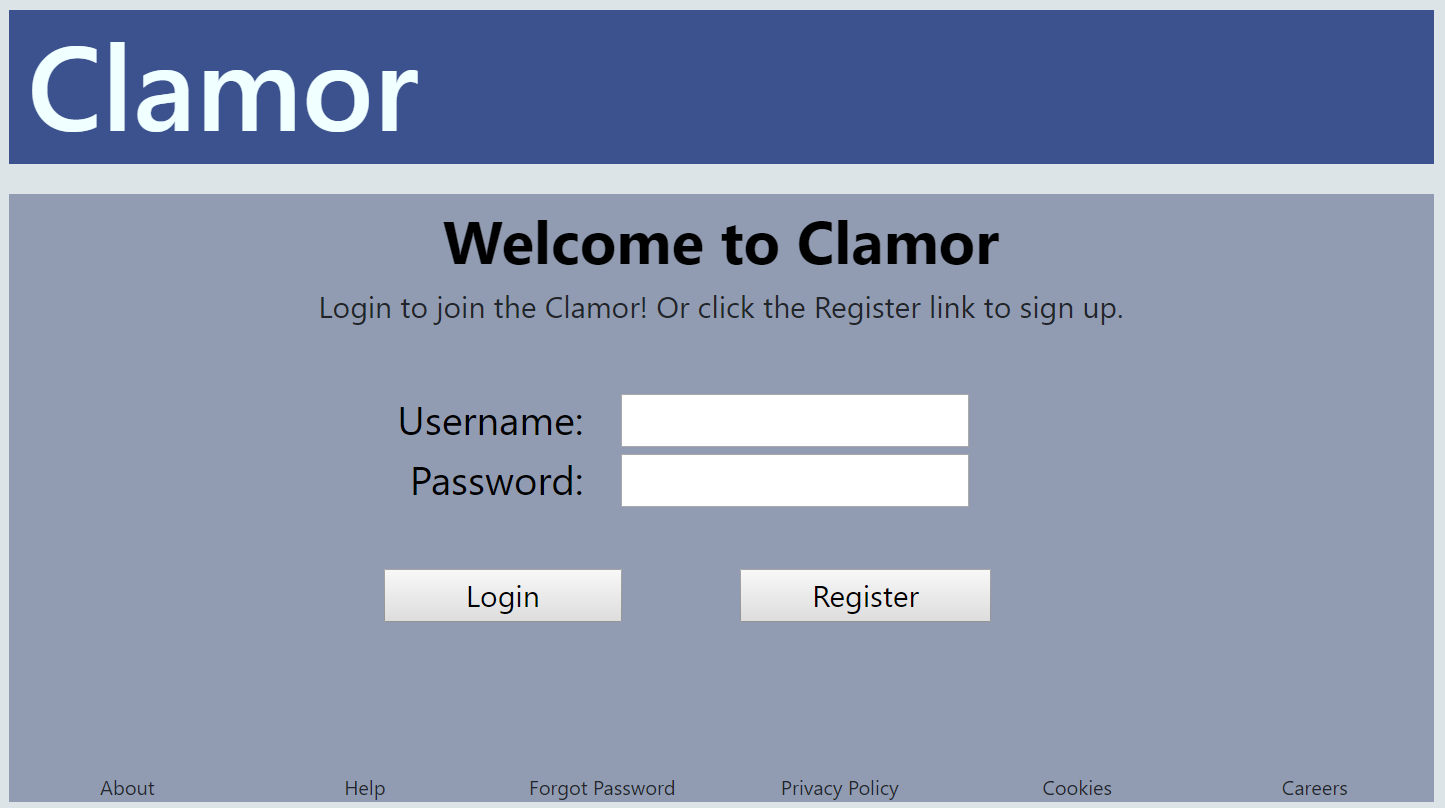 Clamor
Welcome to Clamor
Login to join the Clamor! Or click the Register link to sign up.
Username:
Password:
Login Register
About Help Forgot Password Privacy Policy Cookies Careers